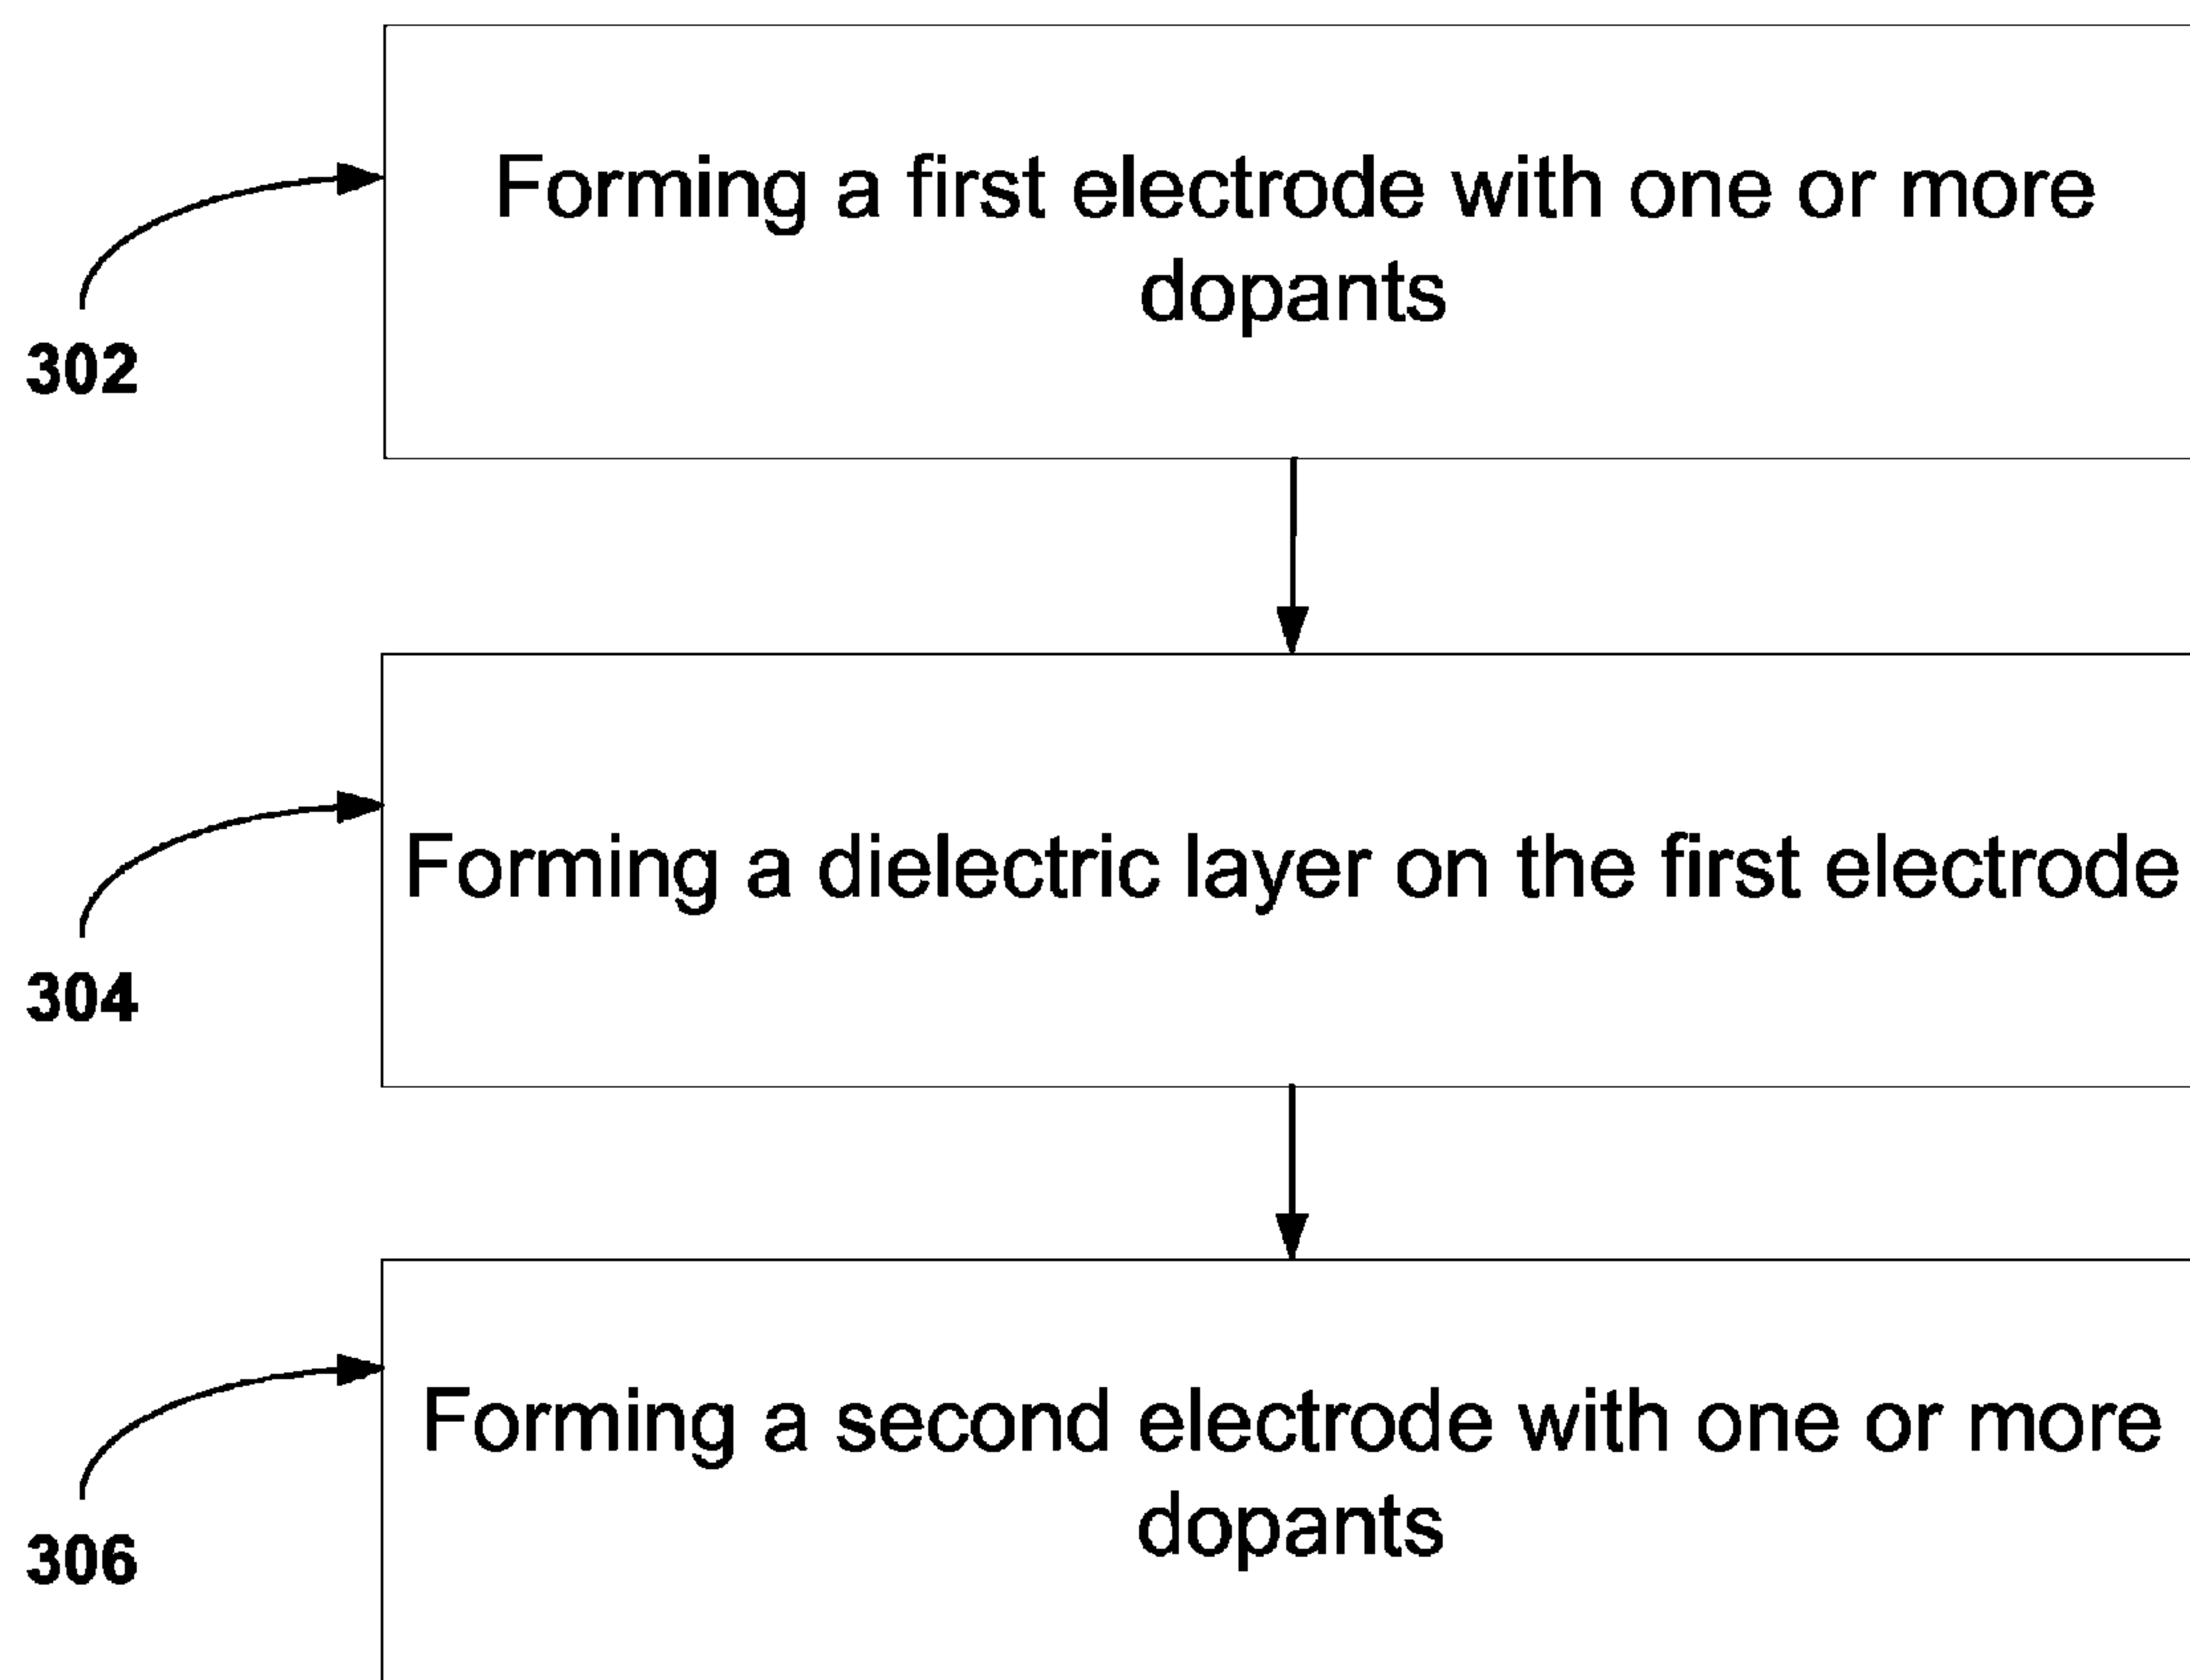 Forming a first electrode with one or more
dopants
302
Forming a dielectric layer on the first electrode
304
Forming a second electrode with one or more
dopants
306